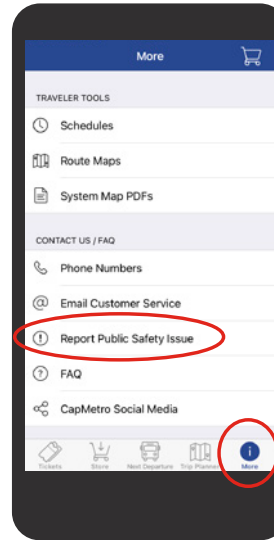 More
TRAVELER TOOLS
Schedules
Route Maps
System Map PDFs
CONTACT US / FAQ
Phone Numbers
@ Email Customer Service
! Report Public Safety Issue
? FAQ
CapMetro Social Media
Tickets Store Next Departure Trip Planner i More